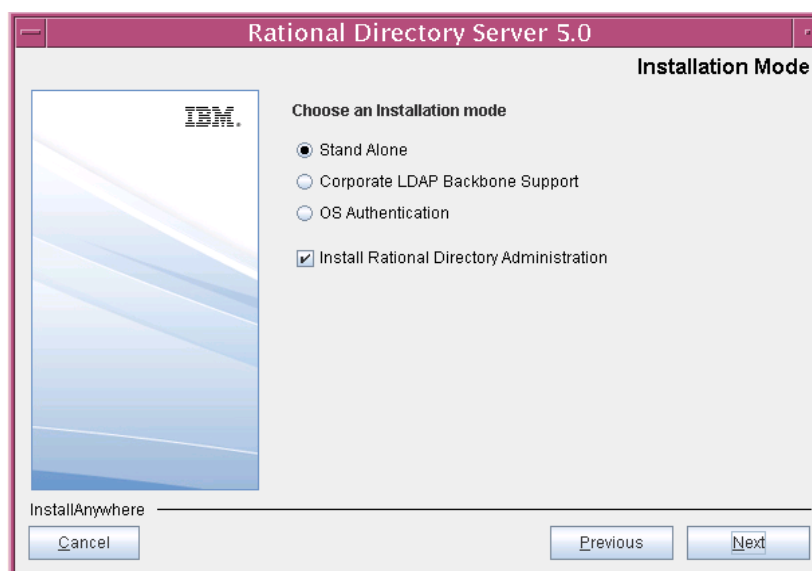 Rational Directory Server 5.0
Installation Mode
IBM.
Choose an Installation mode
Stand Alone
Corporate LDAP Backbone Support
OS Authentication
Install Rational Directory Administration
InstallAnywhere
Cancel
Previous
Next